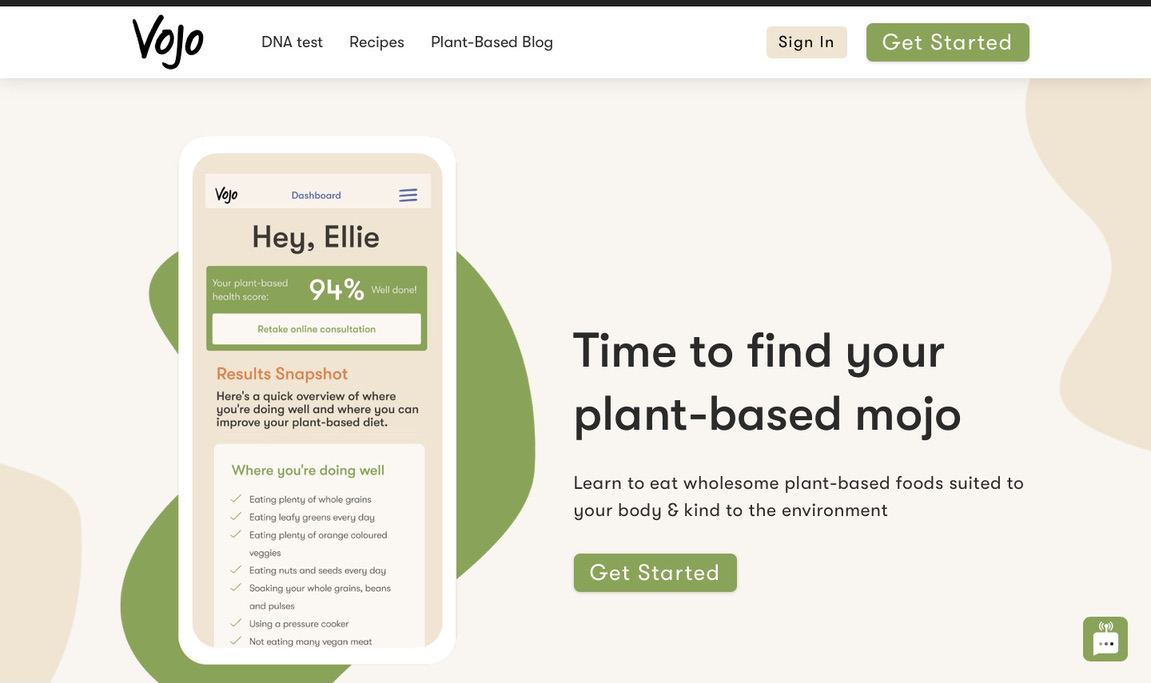 Vojo
DNA test
Recipes
Plant-Based Blog
Sign In
Get Started
Vojo
Dashboard
Hey, Ellie
Your plant-based
health score:
94%
Well done!
Retake online consultation
Results Snapshot
Here's a quick overview of where
you're doing well and where you can
improve your plant-based diet.
Where you're doing well
Eating plenty of whole grains
Eating leafy greens every day
Eating plenty of orange coloured
veggies
Eating nuts and seeds every day
Soaking your whole grains, beans
and pulses
Using a pressure cooker
Not eating many vegan meat
Time to find your
plant-based mojo
Learn to eat wholesome plant-based foods suited to
your body & kind to the environment
Get Started